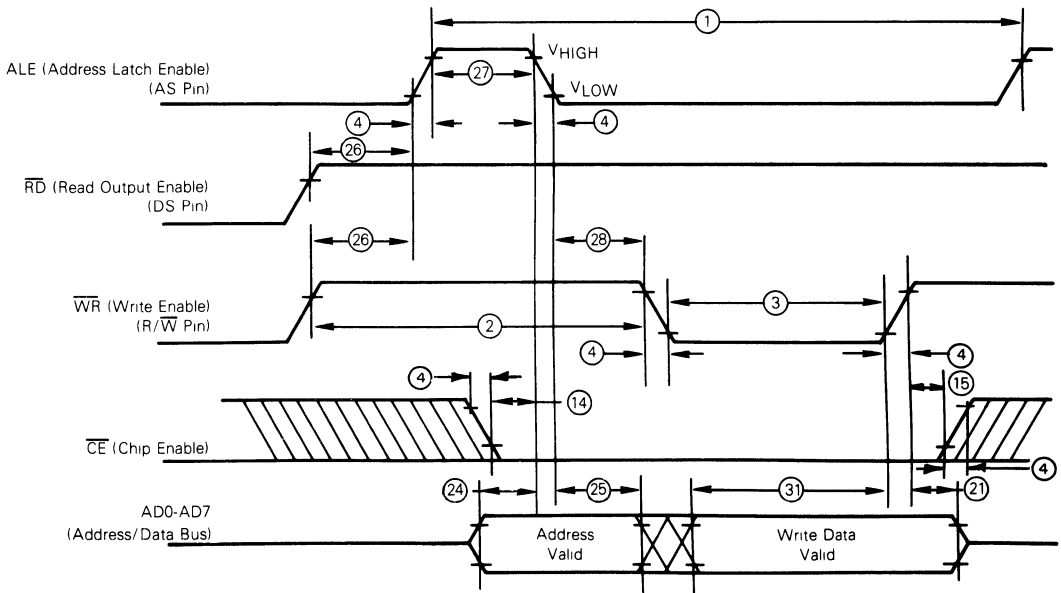 1
ALE (Address Latch Enable)
(AS Pin)
VHIGH
27
VLOW
4
4
26
RD (Read Output Enable)
(DS Pin)
26
28
WR (Write Enable)
(R/W Pin)
3
2
4
4
4
15
14
CE (Chip Enable)
4
24
25
31
21
AD0-AD7
(Address/Data Bus)
Address
Valid
Write Data
Valid